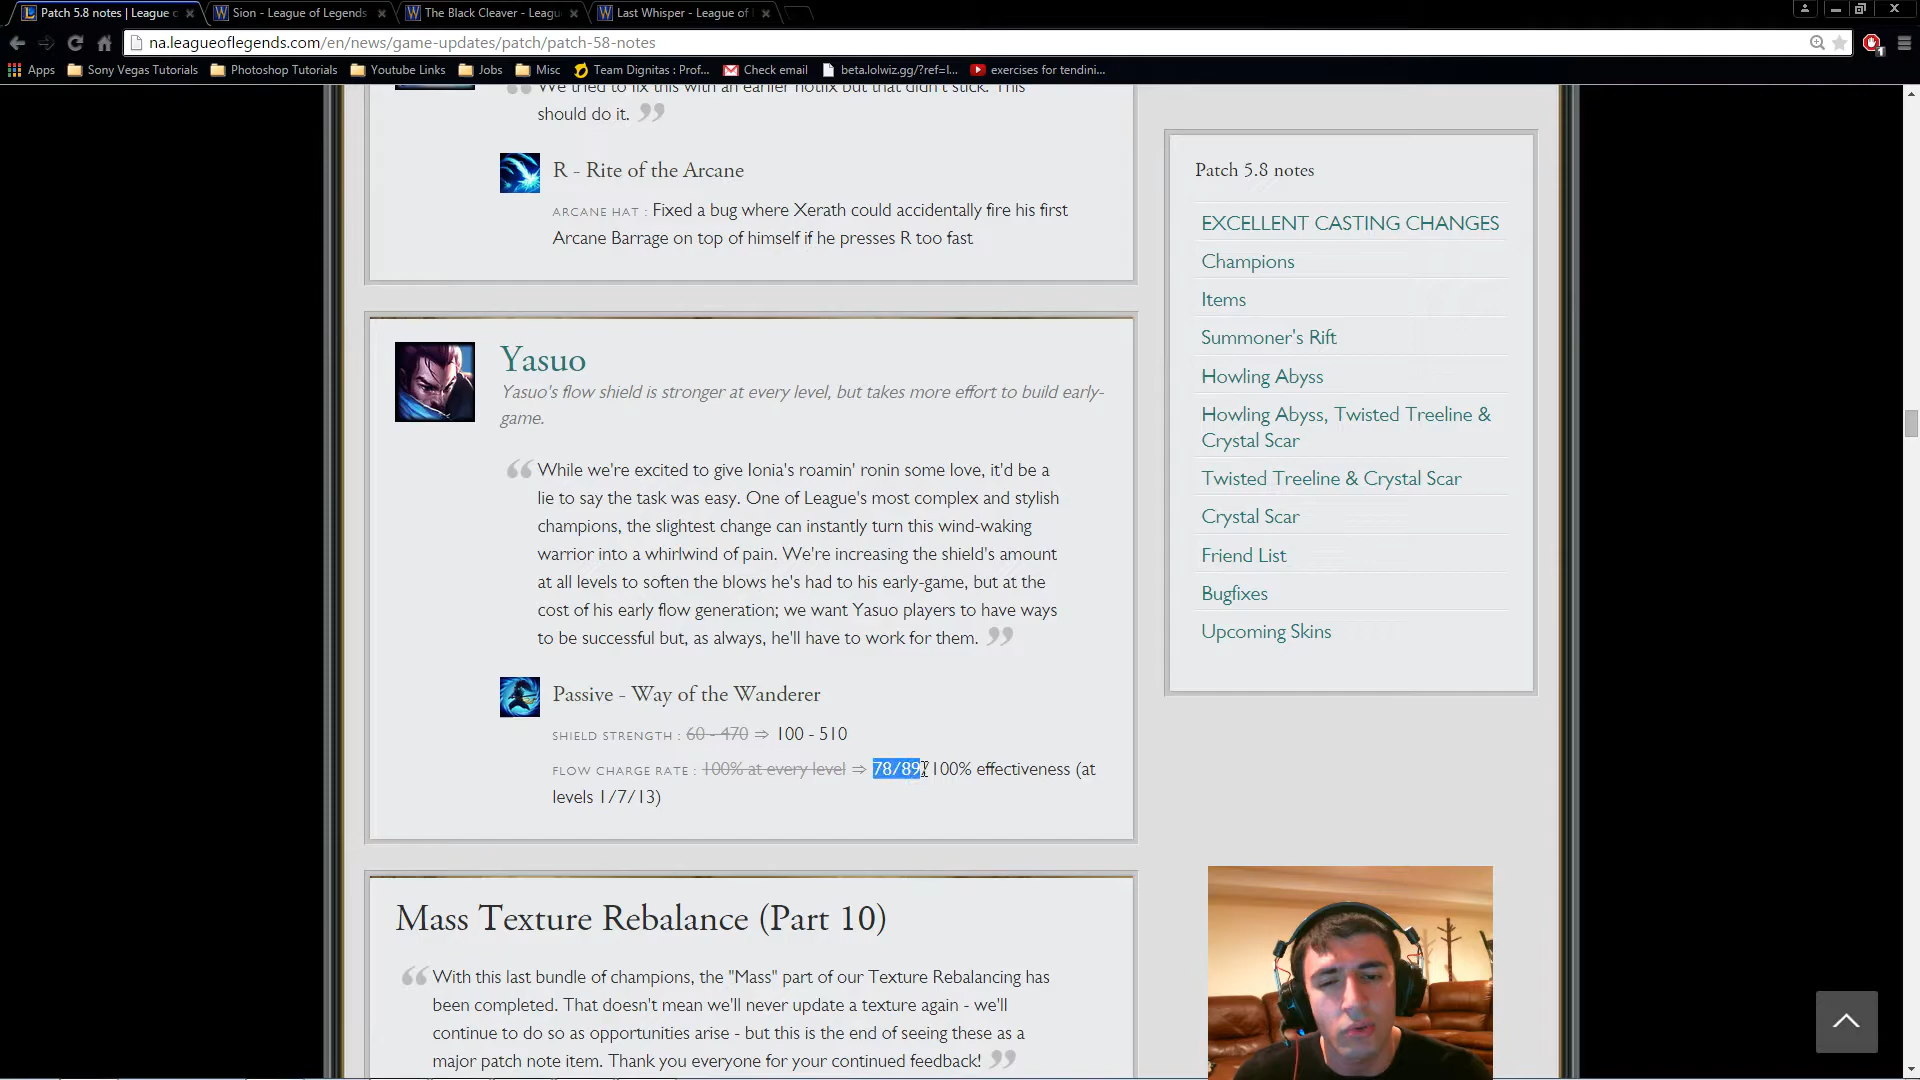 Patch 5.8 notes | League o
Sion - League of Legends
The Black Cleaver - Leagu
Last Whisper - League of
na.leagueoflegends.com/en/news/game-updates/patch/patch-58-notes
Apps
Sony Vegas Tutorials
Photoshop Tutorials
Youtube Links
Jobs
Misc
Team Dignitas : Prof...
Check email
beta.lolwiz.gg/?ref=l...
exercises for tendini...
We tried to fix this with an earlier hotfix but that didn't stick. This
should do it.
R - Rite of the Arcane
ARCANE HAT : Fixed a bug where Xerath could accidentally fire his first
Arcane Barrage on top of himself if he presses R too fast
Yasuo
Yasuo's flow shield is stronger at every level, but takes more effort to build early-
game.
While we're excited to give Ionia's roamin' ronin some love, it'd be a
lie to say the task was easy. One of League's most complex and stylish
champions, the slightest change can instantly turn this wind-waking
warrior into a whirlwind of pain. We're increasing the shield's amount
at all levels to soften the blows he's had to his early-game, but at the
cost of his early flow generation; we want Yasuo players to have ways
to be successful but, as always, he'll have to work for them.
Passive - Way of the Wanderer
SHIELD STRENGTH : 60 - 470 ⇒ 100 - 510
FLOW CHARGE RATE : 100% at every level ⇒ 78/89/100% effectiveness (at
levels 1/7/13)
Mass Texture Rebalance (Part 10)
With this last bundle of champions, the "Mass" part of our Texture Rebalancing has
been completed. That doesn't mean we'll never update a texture again - we'll
continue to do so as opportunities arise - but this is the end of seeing these as a
major patch note item. Thank you everyone for your continued feedback!
Patch 5.8 notes
EXCELLENT CASTING CHANGES
Champions
Items
Summoner's Rift
Howling Abyss
Howling Abyss, Twisted Treeline &
Crystal Scar
Twisted Treeline & Crystal Scar
Crystal Scar
Friend List
Bugfixes
Upcoming Skins